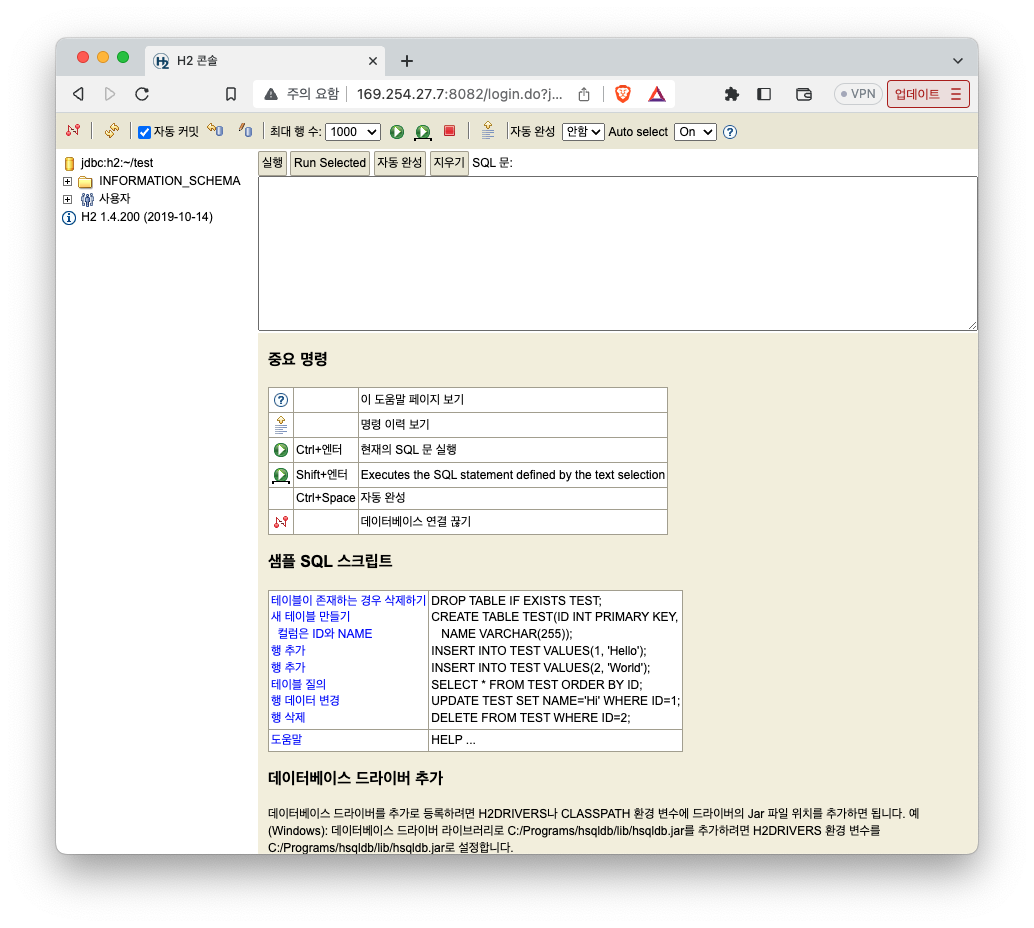 H2 콘솔
주의 요함 169.254.27.7:8082/login.do?j... VPN 업데이트
자동 커밋 최대 행 수: 1000 자동 완성 안함 Auto select On
jdbc:h2:~/test
INFORMATION_SCHEMA
사용자
H2 1.4.200 (2019-10-14)
실행 Run Selected 자동 완성 지우기 SQL 문:
중요 명령
이 도움말 페이지 보기
명령 이력 보기
Ctrl+엔터 현재의 SQL 문 실행
Shift+엔터 Executes the SQL statement defined by the text selection
Ctrl+Space 자동 완성
데이터베이스 연결 끊기
샘플 SQL 스크립트
테이블이 존재하는 경우 삭제하기 DROP TABLE IF EXISTS TEST;
새 테이블 만들기 CREATE TABLE TEST(ID INT PRIMARY KEY,
컬럼은 ID와 NAME NAME VARCHAR(255));
행 추가 INSERT INTO TEST VALUES(1, 'Hello');
행 추가 INSERT INTO TEST VALUES(2, 'World');
테이블 질의 SELECT * FROM TEST ORDER BY ID;
행 데이터 변경 UPDATE TEST SET NAME='Hi' WHERE ID=1;
행 삭제 DELETE FROM TEST WHERE ID=2;
도움말 HELP ...
데이터베이스 드라이버 추가
데이터베이스 드라이버를 추가로 등록하려면 H2DRIVERS나 CLASSPATH 환경 변수에 드라이버의 Jar 파일 위치를 추가하면 됩니다. 예
(Windows): 데이터베이스 드라이버 라이브러리로 C:/Programs/hsqldb/lib/hsqldb.jar를 추가하려면 H2DRIVERS 환경 변수를
C:/Programs/hsqldb/lib/hsqldb.jar로 설정합니다.